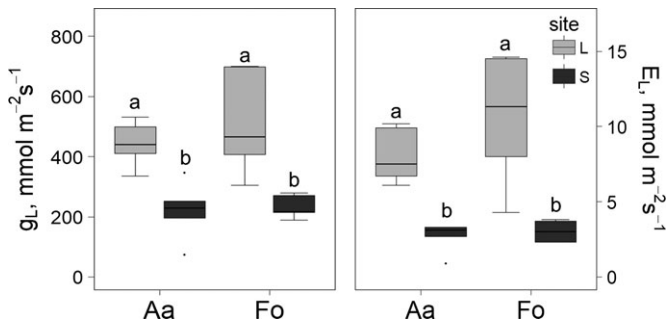 800
600
400
200
0
gL, mmol m−2s−1
a
b
a
b
Aa
Fo
a
b
a
b
Aa
Fo
site
L
S
15
10
5
0
EL, mmol m−2s−1